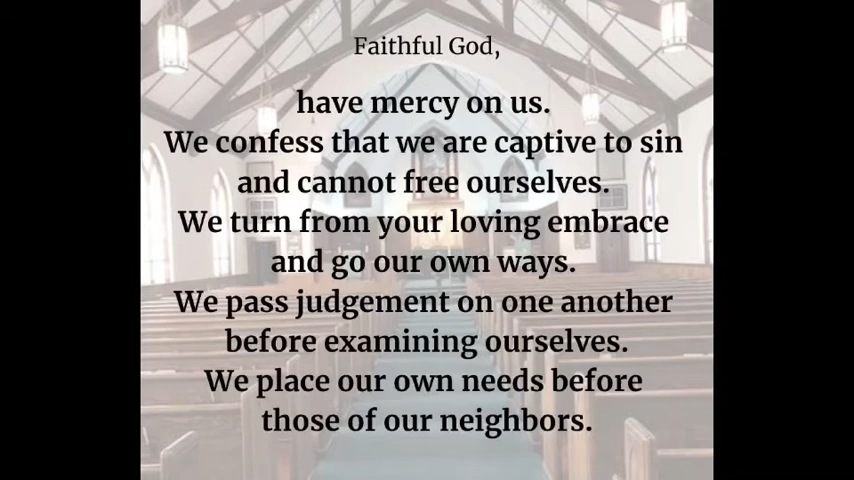 Faithful God,
have mercy on us.
We confess that we are captive to sin
and cannot free ourselves.
We turn from your loving embrace
and go our own ways.
We pass judgement on one another
before examining ourselves.
We place our own needs before
those of our neighbors.